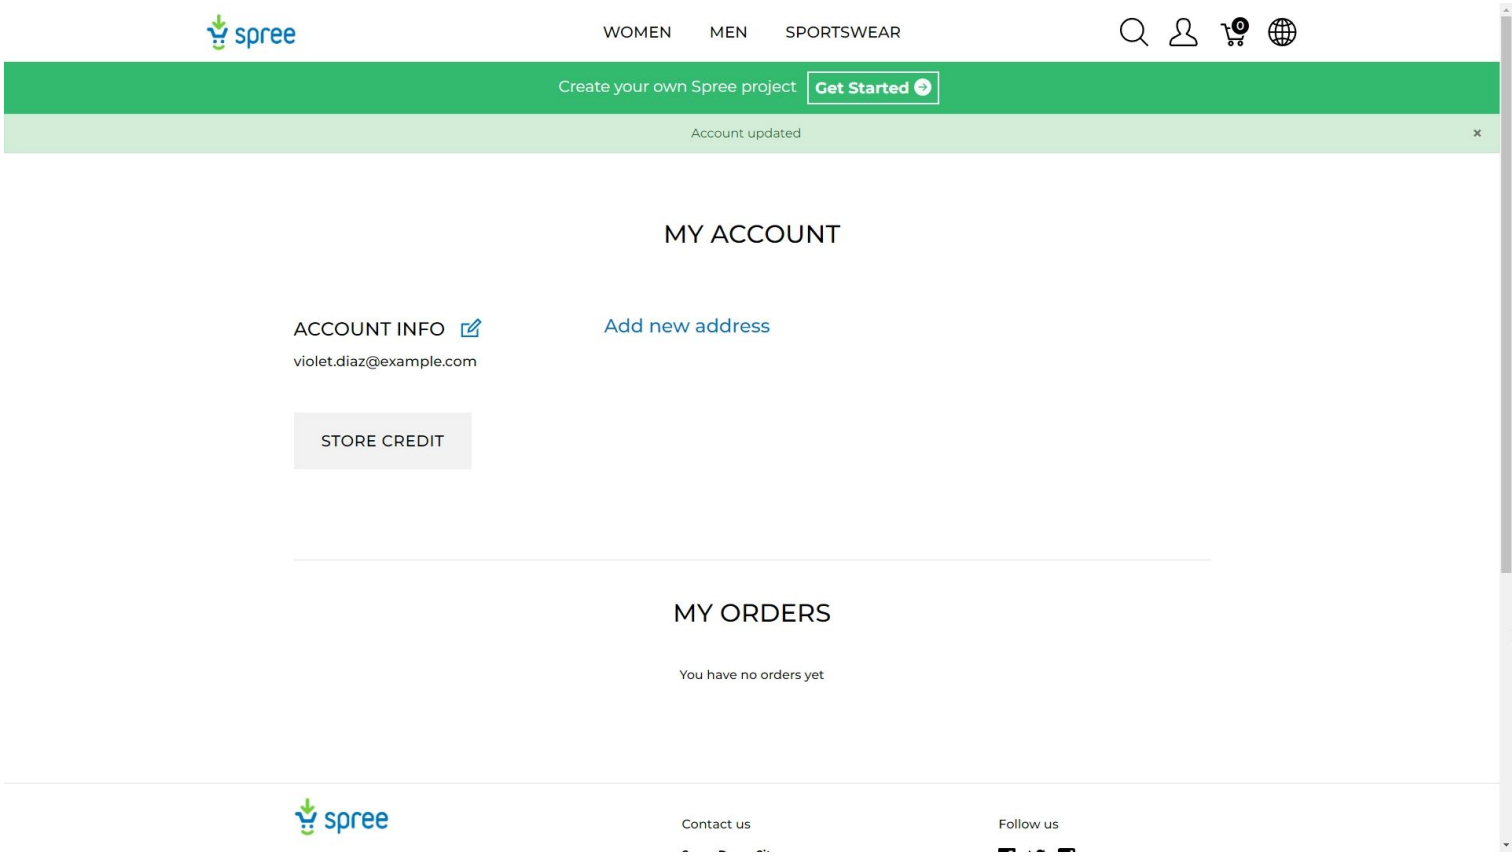 spree
WOMEN MEN SPORTSWEAR
0
Create your own Spree project Get Started
Account updated ×
MY ACCOUNT
ACCOUNT INFO
violet.diaz@example.com
Add new address
STORE CREDIT
MY ORDERS
You have no orders yet
spree
Contact us
Follow us